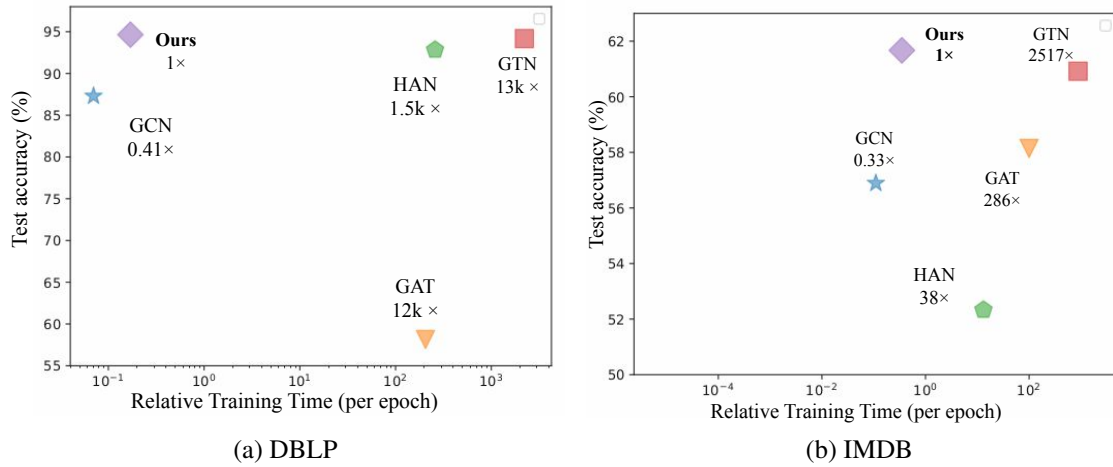 95
90
85
80
75
70
65
60
55
Test accuracy (%)
Ours
1×
GCN
0.41×
HAN
1.5k ×
GTN
13k ×
GAT
12k ×
10⁻¹ 10⁰ 10¹ 10² 10³
Relative Training Time (per epoch)
(a) DBLP
62
60
58
56
54
52
50
Test accuracy (%)
Ours
1×
GTN
2517×
GCN
0.33×
GAT
286×
HAN
38×
10⁻⁴ 10⁻² 10⁰ 10²
Relative Training Time (per epoch)
(b) IMDB